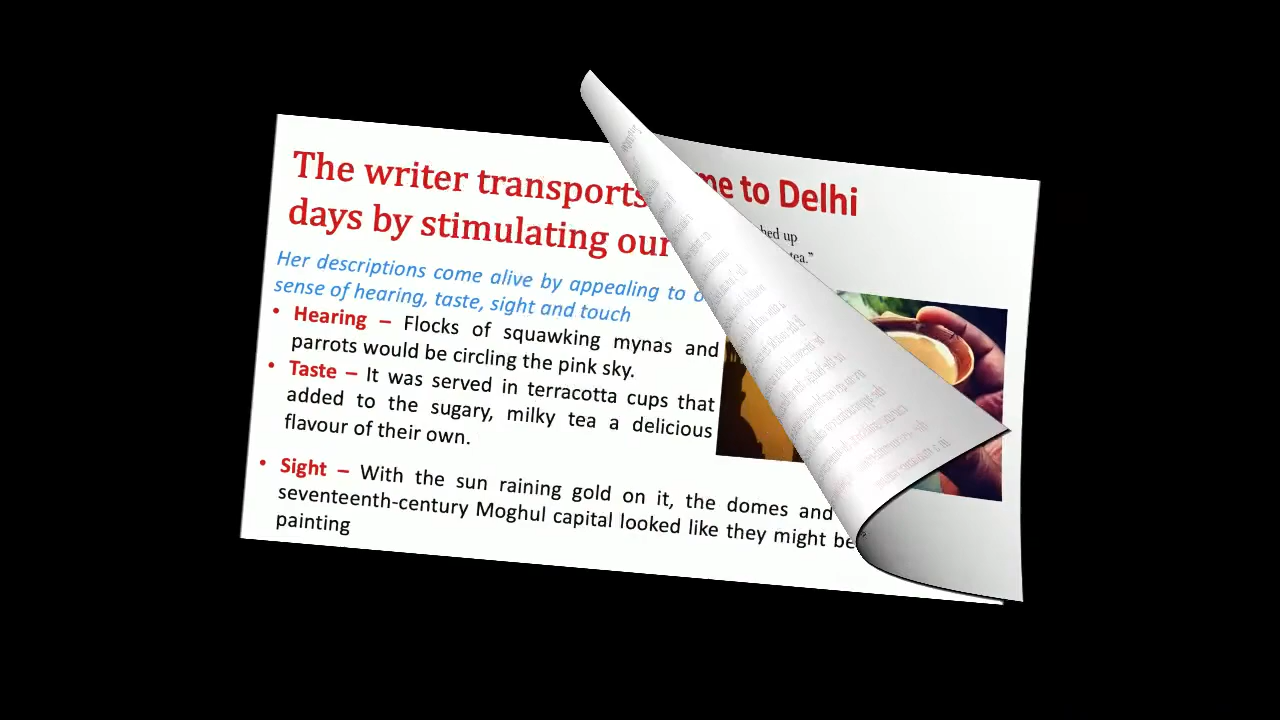 The writer transports
days by stimulating our
Her descriptions come alive by appealing to
sense of hearing, taste, sight and touch
• Hearing – Flocks of squawking mynas and
parrots would be circling the pink sky.
• Taste – It was served in terracotta cups that
added to the sugary, milky tea a delicious
flavour of their own.
• Sight – With the sun raining gold on it, the domes and
seventeenth-century Moghul capital looked like they might be
painting
me to Delhi
hed up
tea.”